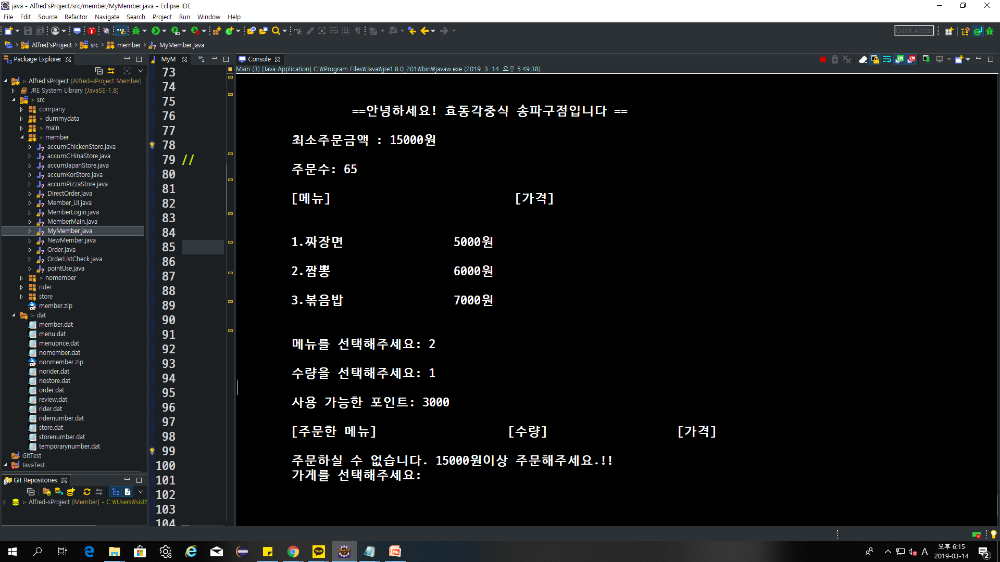 java - Alfred'sProject/src/member/MyMember.java - Eclipse IDE
File Edit Source Refactor Navigate Search Project Run Window Help
Quick Access
Alfred'sProject src member MyMember.java
Package Explorer
MyM
4
Console
Main (3) [Java Application] C:₩Program Files₩Java₩jre1.8.0_201₩bin₩javaw.exe (2019. 3. 14. 오후 5:49:38)
> Alfred'sProject [Alfred-sProject Member]
JRE System Library [JavaSE-1.8]
> src
company
> dummydata
> main
> member
accumChickenStore.java
accumCHinaStore.java
accumJapanStore.java
accumKorStore.java
accumPizzaStore.java
DirectOrder.java
Member_UI.java
MemberLogin.java
MemberMain.java
MyMember.java
NewMember.java
Order.java
OrderListCheck.java
pointUse.java
> nomember
rider
store
member.zip
> dat
member.dat
menu.dat
menuprice.dat
nomember.dat
nonmember.zip
norider.dat
nostore.dat
order.dat
review.dat
rider.dat
ridernumber.dat
store.dat
storenumber.dat
temporarynumber.dat
GitTest
JavaTest
Git Repositories
> Alfred-sProject [Member] - C:₩Users₩sist5
73
74
75
76
77
78
79 //
80
81
82
83
84
85
86
87
88
89
90
91
92
93
94
95
96
97
98
99
100
101
102
103
104
==안녕하세요! 효동각중식 송파구점입니다 ==
최소주문금액 : 15000원
주문수: 65
[메뉴] [가격]
1.짜장면 5000원
2.짬뽕 6000원
3.볶음밥 7000원
메뉴를 선택해주세요: 2
수량을 선택해주세요: 1
사용 가능한 포인트: 3000
[주문한 메뉴] [수량] [가격]
주문하실 수 없습니다. 15000원이상 주문해주세요.!!
가게를 선택해주세요:
TALK
A
오후 6:15
2019-03-14
2